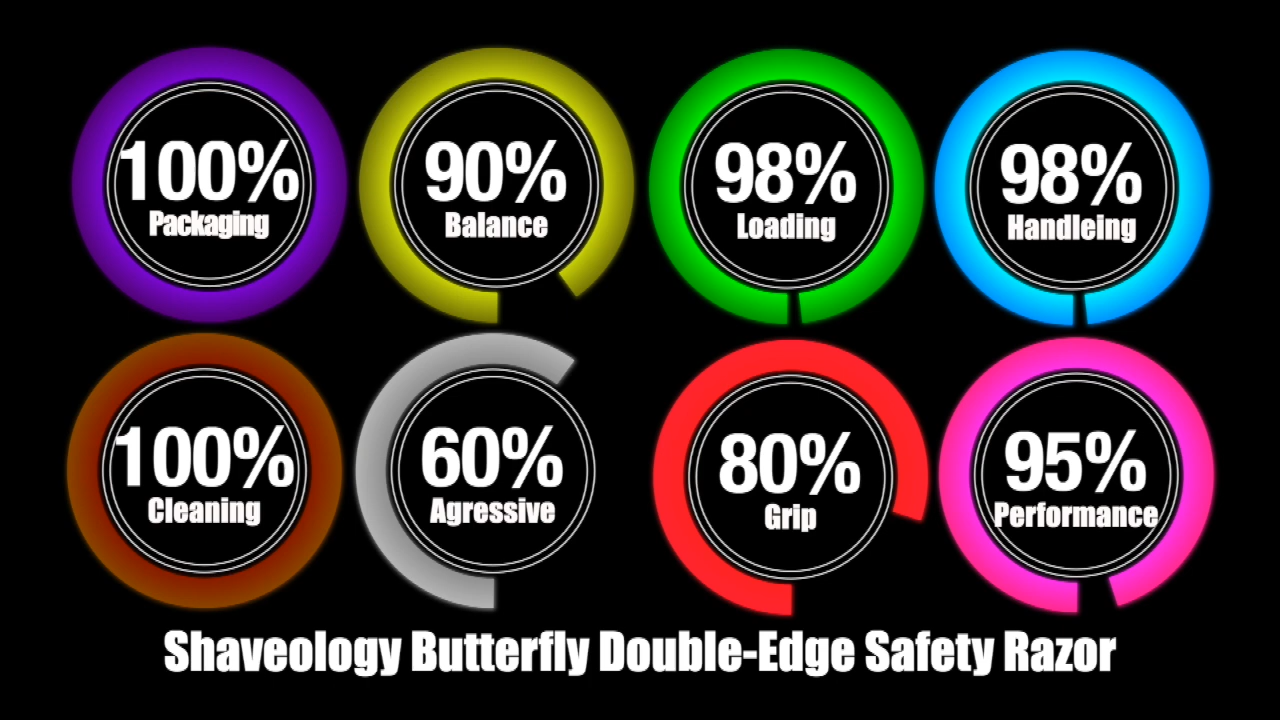 100%
Packaging
90%
Balance
98%
Loading
98%
Handleing
100%
Cleaning
60%
Agressive
80%
Grip
95%
Performance
Shaveology Butterfly Double-Edge Safety Razor